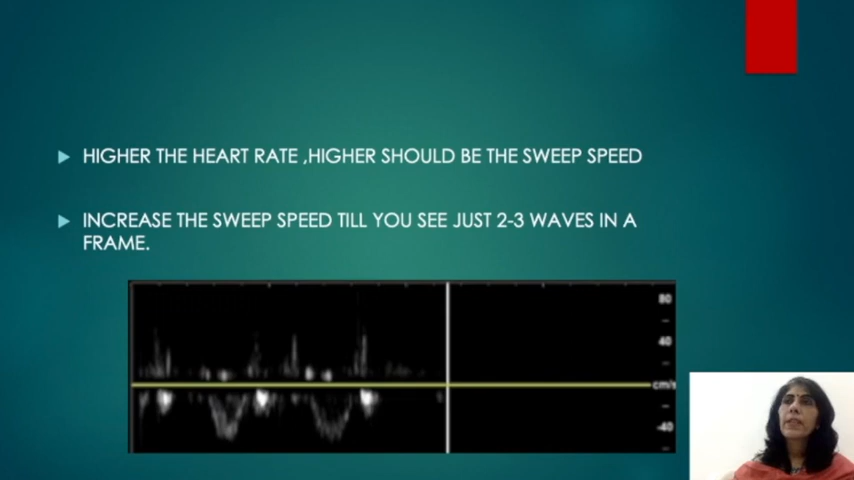 HIGHER THE HEART RATE ,HIGHER SHOULD BE THE SWEEP SPEED
INCREASE THE SWEEP SPEED TILL YOU SEE JUST 2-3 WAVES IN A
FRAME.
80
40
cm/s
-40